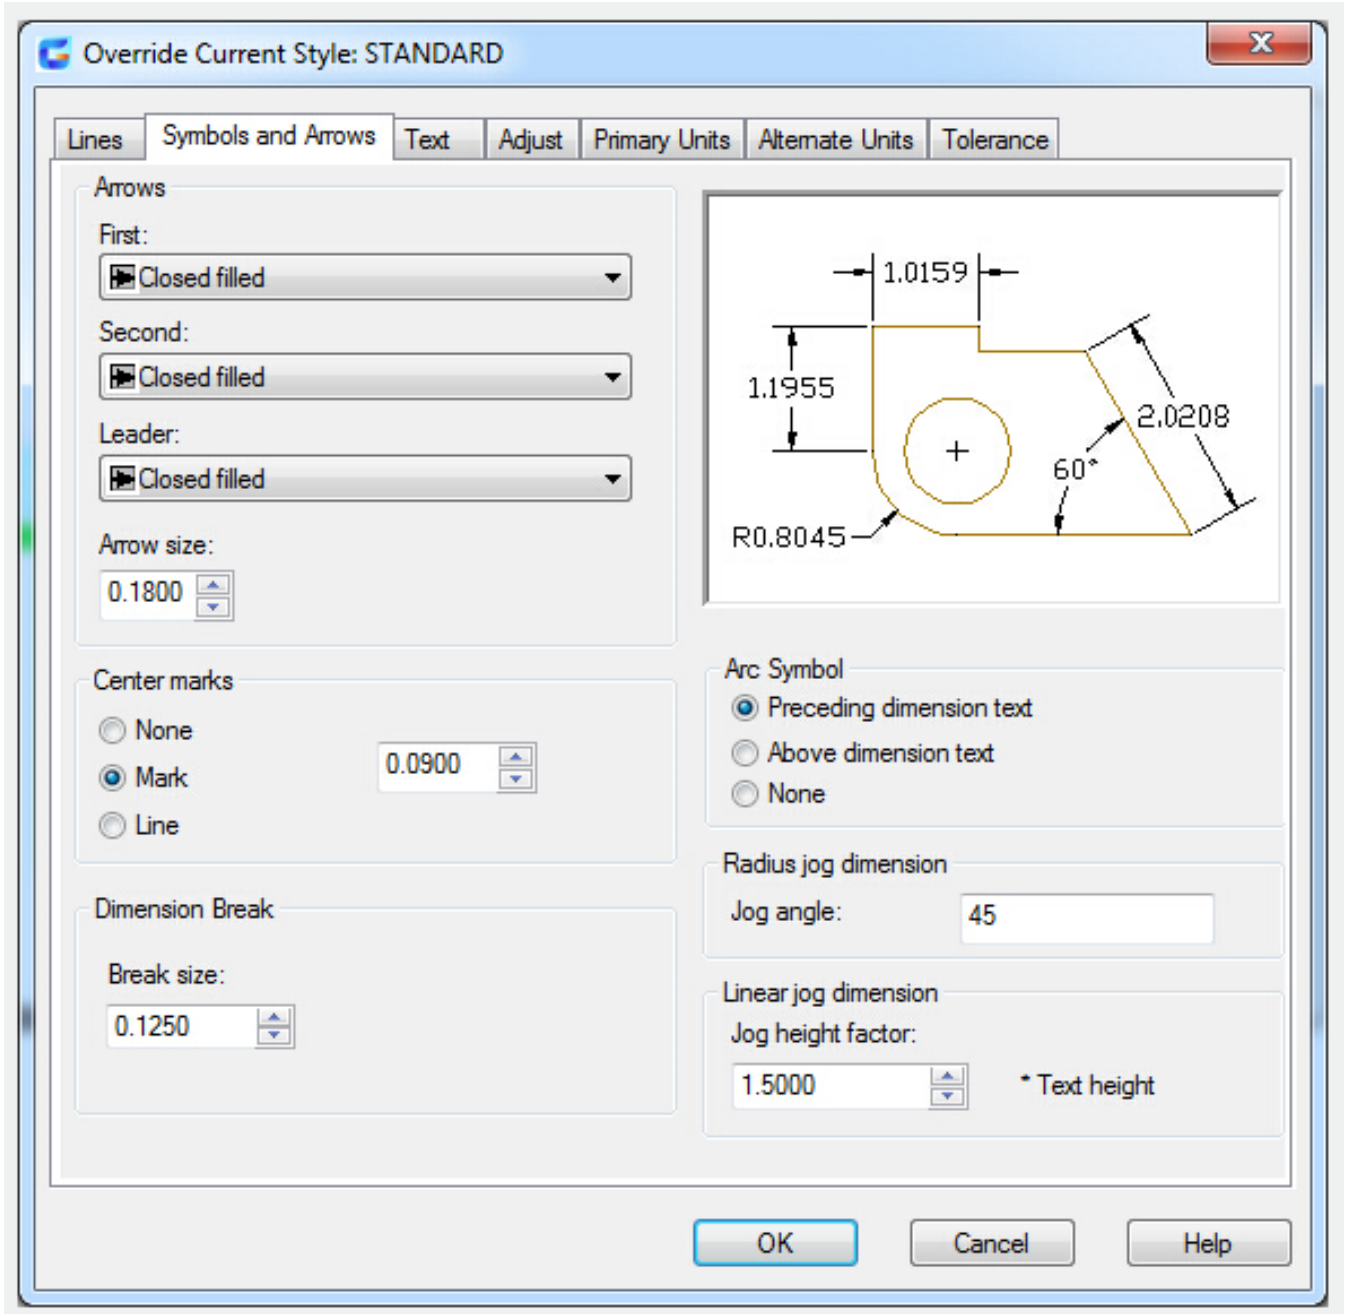 Override Current Style: STANDARD
Lines
Symbols and Arrows
Text
Adjust
Primary Units
Alternate Units
Tolerance
Arrows
First:
Closed filled
Second:
Closed filled
Leader:
Closed filled
Arrow size:
0.1800
1.0159
1.1955
2.0208
60°
R0.8045
Center marks
None
Mark
0.0900
Line
Arc Symbol
Preceding dimension text
Above dimension text
None
Dimension Break
Break size:
0.1250
Radius jog dimension
Jog angle:
45
Linear jog dimension
Jog height factor:
1.5000
* Text height
OK
Cancel
Help